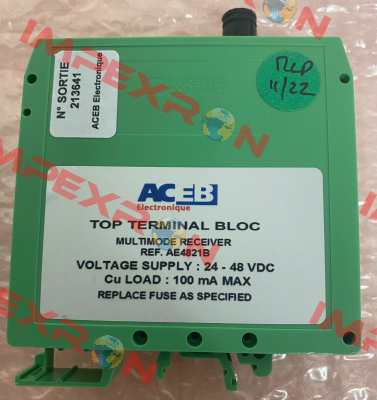 N° SORTIE
213641
ACEB Electronique
11/22
ACEB
Electronique
TOP TERMINAL BLOC
MULTIMODE RECEIVER
REF. AE4821B
VOLTAGE SUPPLY : 24 - 48 VDC
Cu LOAD : 100 mA MAX
REPLACE FUSE AS SPECIFIED
IMPEXRON
IMPEXRON
IMPEXRON